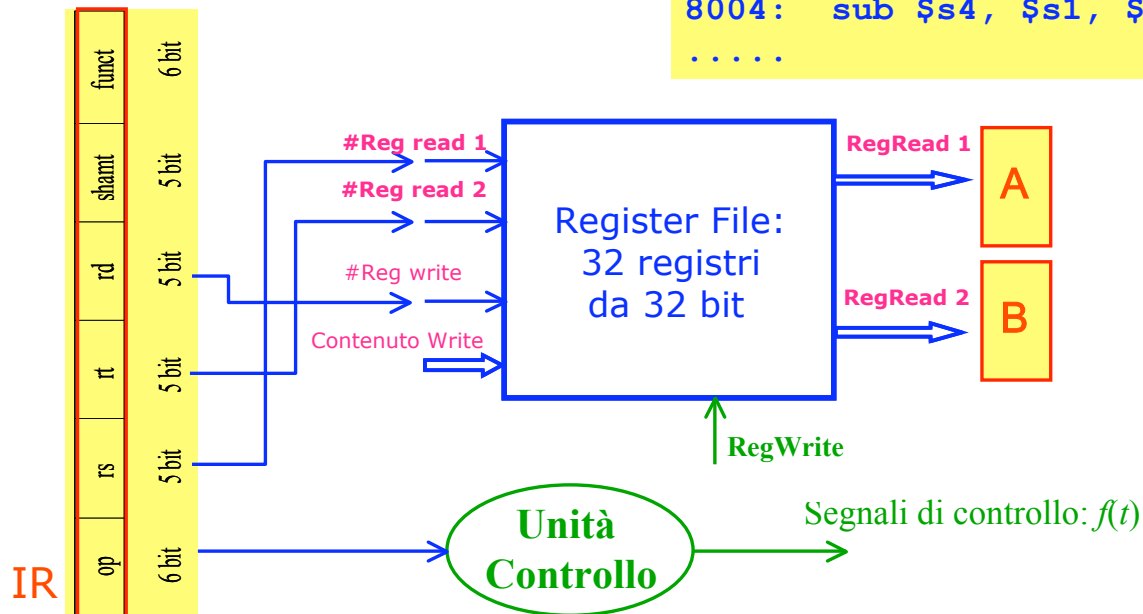 8004: sub $s4, $s1, $
.....
funct
6 bit
shamt
5 bit
rd
5 bit
rt
5 bit
rs
5 bit
op
6 bit
IR
#Reg read 1
#Reg read 2
#Reg write
Contenuto Write
Register File:
32 registri
da 32 bit
RegRead 1
A
RegRead 2
B
RegWrite
Unità
Controllo
Segnali di controllo: f(t)